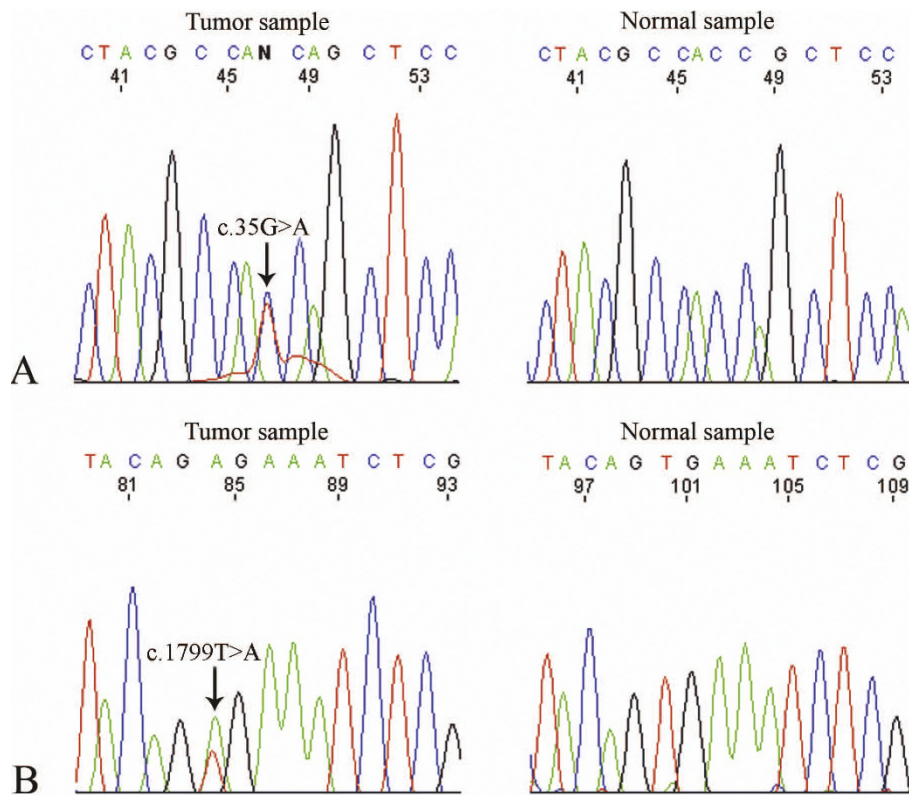 Tumor sample Normal sample
C T A C G C C A N C A G C T C C C T A C G C C A C C G C T C C
41 45 49 53 41 45 49 53
c.35G>A
A
Tumor sample Normal sample
T A C A G A G A A A T C T C G T A C A G T G A A A T C T C G
81 85 89 93 97 101 105 109
c.1799T>A
B